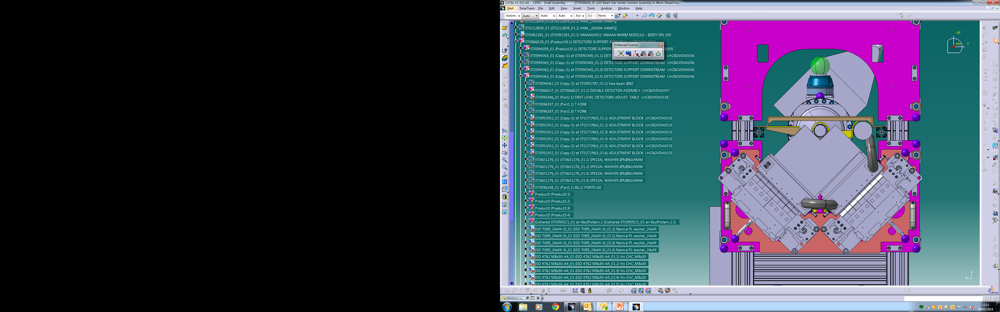 CATIA V5 R23 64 - CERN : Small Assembly - - - [ST0546008_01 a.03 Beam Gas Vertex monitor assembly In Work (ReadOnly) ]
Start SmarTeam File Edit View Insert Tools Analyze Window Help
Auto Auto Auto None
ST0212809_01 (ST0212809_01.1) VAM__0043A: VAMFQ
ST0212809_01 (ST0212809_01.2) VAM__0043A: VAMFQ
ST0082281_01 (ST0082281_01.1) VMAAA0002: VMAAA WARM MODULE - BODY DN 100
ST0566528_01 (Product18.1) DETECTORS SUPPORT
Enhanced Scenes
ST0594059_01 (Product20.1) DETECTORS SUPPOR 0005
ST0594063_01 (Copy (1) of ST0590345_01.1) DETE LHCBGVDA0006
ST0594063_01 (Copy (1) of ST0590345_01.2) DETECTORS SUPPORT DOWNSTREAM LHCBGVDA0006
ST0594063_01 (Copy (1) of ST0590345_01.3) DETECTORS SUPPORT DOWNSTREAM LHCBGVDA0006
ST0594063_01 (Copy (1) of ST0590345_01.4) DETECTORS SUPPORT DOWNSTREAM LHCBGVDA0006
ST0594062_01 (Copy (1) of ST0591787_01.1) fake beam Ø60
ST0566527_01 (ST0566527_01.1) DOUBLE DETECTOR ASSEMBLY LHCBGVDA0007
ST0590346_01 (Part2.1) FIRST LEVEL DETECTORS ADJUST. TABLE LHCBGVDA0018
ST0596337_01 (Part1.2) T FORK
ST0596337_01 (Part1.3) T FORK
ST0592002_01 (Copy (1) of ST0272963_01.1) ADJUSTMENT BLOCK LHCBGVDA0015
ST0592002_01 (Copy (1) of ST0272963_01.2) ADJUSTMENT BLOCK LHCBGVDA0015
ST0592002_01 (Copy (1) of ST0272963_01.3) ADJUSTMENT BLOCK LHCBGVDA0015
ST0592002_01 (Copy (1) of ST0272963_01.4) ADJUSTMENT BLOCK LHCBGVDA0015
ST0592002_01 (Copy (1) of ST0272963_01.5) ADJUSTMENT BLOCK LHCBGVDA0015
ST0592002_01 (Copy (1) of ST0272963_01.6) ADJUSTMENT BLOCK LHCBGVDA0015
ST0601276_01 (ST0601276_01.1) SPECIAL WASHER Ø9/Ø60/4MM
ST0601276_01 (ST0601276_01.2) SPECIAL WASHER Ø9/Ø60/4MM
ST0601276_01 (ST0601276_01.3) SPECIAL WASHER Ø9/Ø60/4MM
ST0601276_01 (ST0601276_01.4) SPECIAL WASHER Ø9/Ø60/4MM
ST0596248_01 (Part1.1) BILLE PORTEUSE
Product3 (Product3.1)
Product3 (Product3.2)
Product3 (Product3.3)
Product3 (Product3.4)
Gathered ST0390521_01 on RectPattern.2 (Gathered ST0390521_01 on RectPattern.2.1)
ISO 7089_24x44-St_01 (ISO 7089_24x44-St_01.2) Normal PL washer_24x44
ISO 7089_24x44-St_01 (ISO 7089_24x44-St_01.1) Normal PL washer_24x44
ISO 7089_24x44-St_01 (ISO 7089_24x44-St_01.3) Normal PL washer_24x44
ISO 7089_24x44-St_01 (ISO 7089_24x44-St_01.4) Normal PL washer_24x44
ISO 4762 M8x30-A4_01 (ISO 4762 M8x30-A4_01.1) Vis CHC_M8x30
ISO 4762 M8x30-A4_01 (ISO 4762 M8x30-A4_01.2) Vis CHC_M8x30
ISO 4762 M8x30-A4_01 (ISO 4762 M8x30-A4_01.3) Vis CHC_M8x30
ISO 4762 M8x30-A4_01 (ISO 4762 M8x30-A4_01.4) Vis CHC_M8x30
ISO 4762 M8x30-A4_01 (ISO 4762 M8x30-A4_01.5) Vis CHC_M8x30
v|z
w|y
u
z
x
CATIA
(Bottom-u...
12:12
29/07/2014